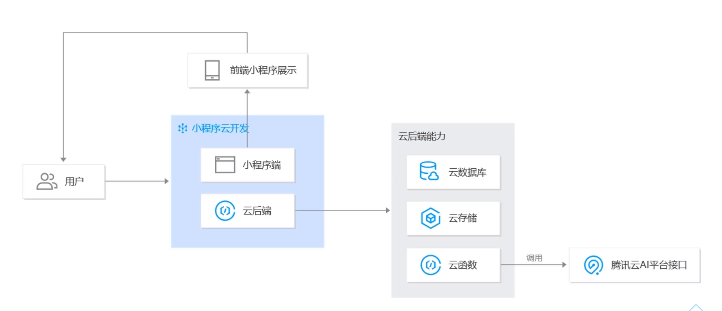 前端小程序展示
小程序云开发
小程序端
云后端
用户
云后端能力
云数据库
云存储
云函数
调用
腾讯云AI平台接口